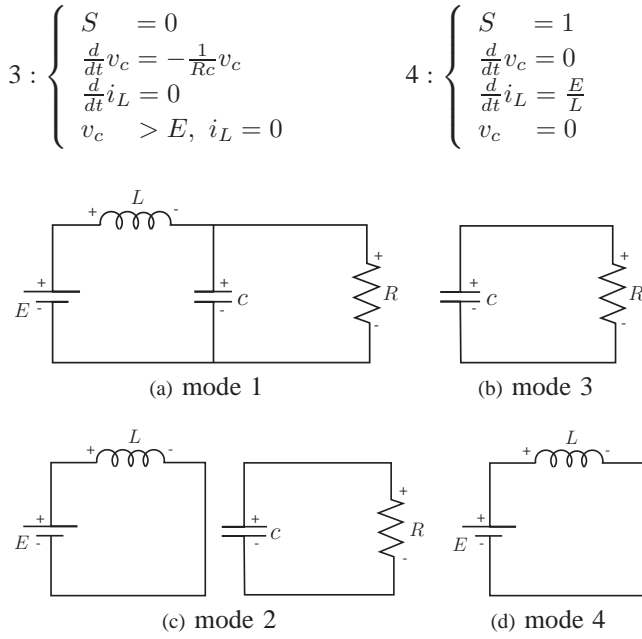 3 : { S = 0
d/dt v_c = -1/Rc v_c
d/dt i_L = 0
v_c > E, i_L = 0
4 : { S = 1
d/dt v_c = 0
d/dt i_L = E/L
v_c = 0
L
+ -
+ + +
E c R
- - -
(a) mode 1
+ +
c R
- -
(b) mode 3
L
+ -
+
E
-
+ +
c R
- -
(c) mode 2
L
+ -
+
E
-
(d) mode 4